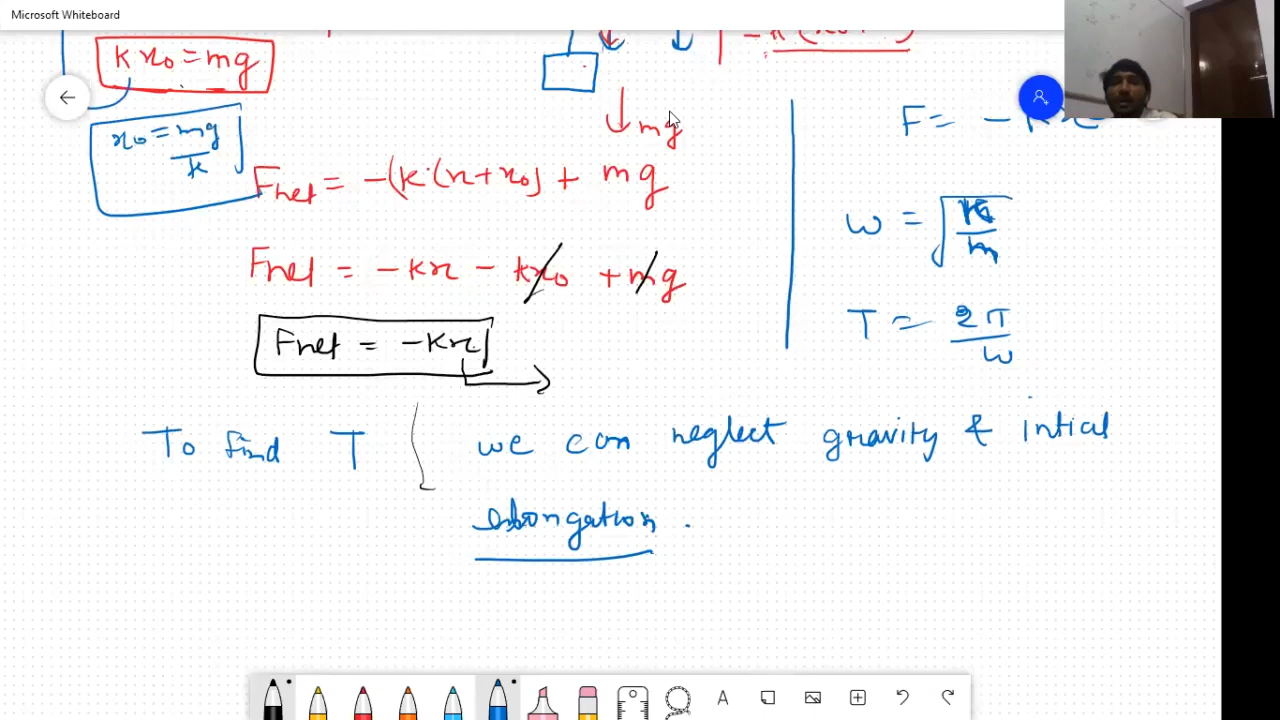 Microsoft Whiteboard
kx₀ = mg
x₀ = mg/k
mg
Fnet = -(k·(x+x₀) + mg
F = -kx
ω = √(k/m)
Fnet = -kx - kx₀ + mg
T = 2π/ω
Fnet = -kx
To find T we can neglect gravity & intial
elongation.
A